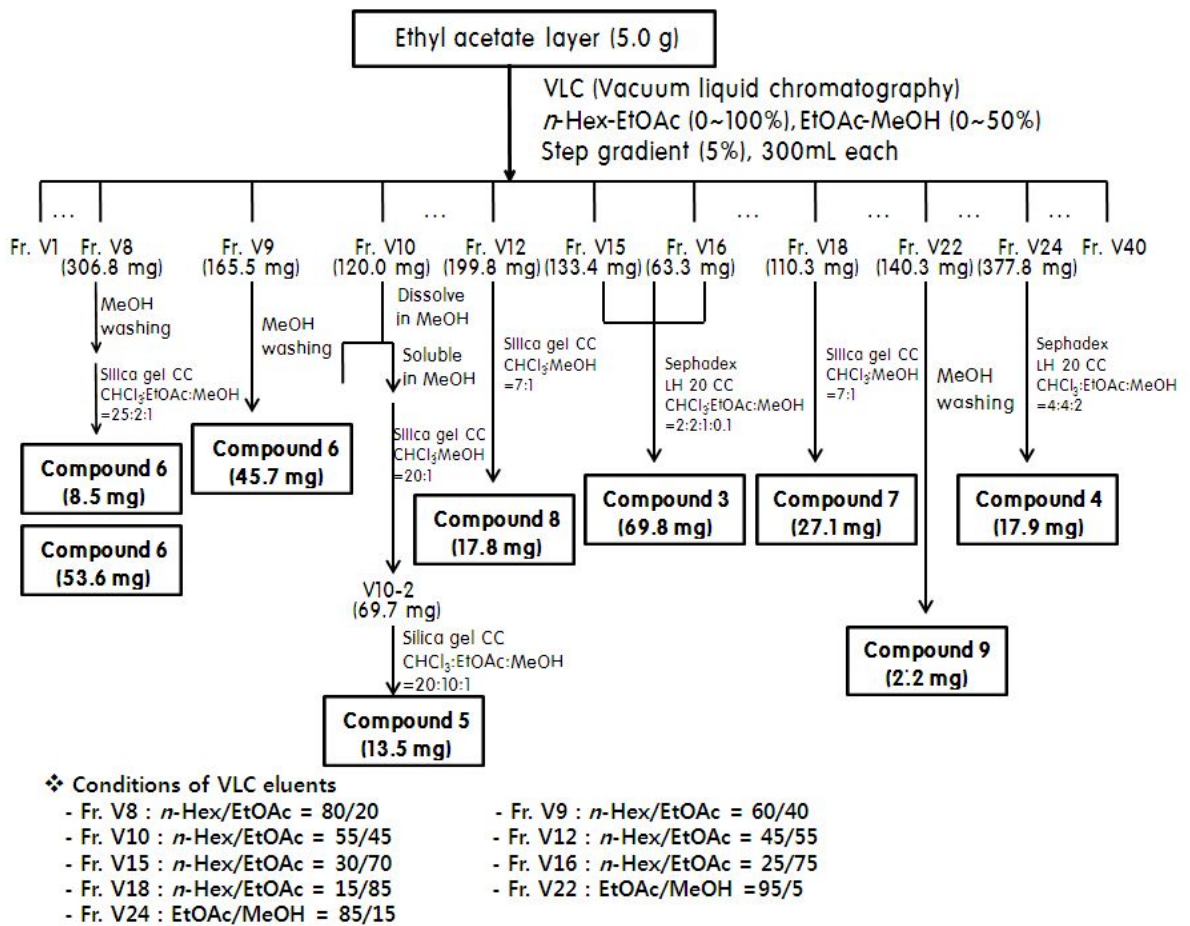 Ethyl acetate layer (5.0 g)
VLC (Vacuum liquid chromatography)
n-Hex-EtOAc (0~100%), EtOAc-MeOH (0~50%)
Step gradient (5%), 300mL each
... ... ... ... ...
Fr. V1 Fr. V8 Fr. V9 Fr. V10 Fr. V12 Fr. V15 Fr. V16 Fr. V18 Fr. V22 Fr. V24 Fr. V40
(306.8 mg) (165.5 mg) (120.0 mg) (199.8 mg) (133.4 mg) (63.3 mg) (110.3 mg) (140.3 mg) (377.8 mg)
MeOH
washing
Silica gel CC
CHCl3:EtOAc:MeOH
=25:2:1
Compound 6
(8.5 mg)
Compound 6
(53.6 mg)
MeOH
washing
Compound 6
(45.7 mg)
Dissolve
in MeOH
Soluble
in MeOH
Silica gel CC
CHCl3MeOH
=20:1
V10-2
(69.7 mg)
Silica gel CC
CHCl3:EtOAc:MeOH
=20:10:1
Compound 5
(13.5 mg)
Silica gel CC
CHCl3:MeOH
=7:1
Compound 8
(17.8 mg)
Sephadex
LH 20 CC
CHCl3:EtOAc:MeOH
=2:2:1:0.1
Compound 3
(69.8 mg)
Silica gel CC
CHCl3:MeOH
=7:1
Compound 7
(27.1 mg)
MeOH
washing
Compound 9
(2.2 mg)
Sephadex
LH 20 CC
CHCl3:EtOAc:MeOH
=4:4:2
Compound 4
(17.9 mg)
❖ Conditions of VLC eluents
- Fr. V8 : n-Hex/EtOAc = 80/20
- Fr. V9 : n-Hex/EtOAc = 60/40
- Fr. V10 : n-Hex/EtOAc = 55/45
- Fr. V12 : n-Hex/EtOAc = 45/55
- Fr. V15 : n-Hex/EtOAc = 30/70
- Fr. V16 : n-Hex/EtOAc = 25/75
- Fr. V18 : n-Hex/EtOAc = 15/85
- Fr. V22 : EtOAc/MeOH =95/5
- Fr. V24 : EtOAc/MeOH = 85/15